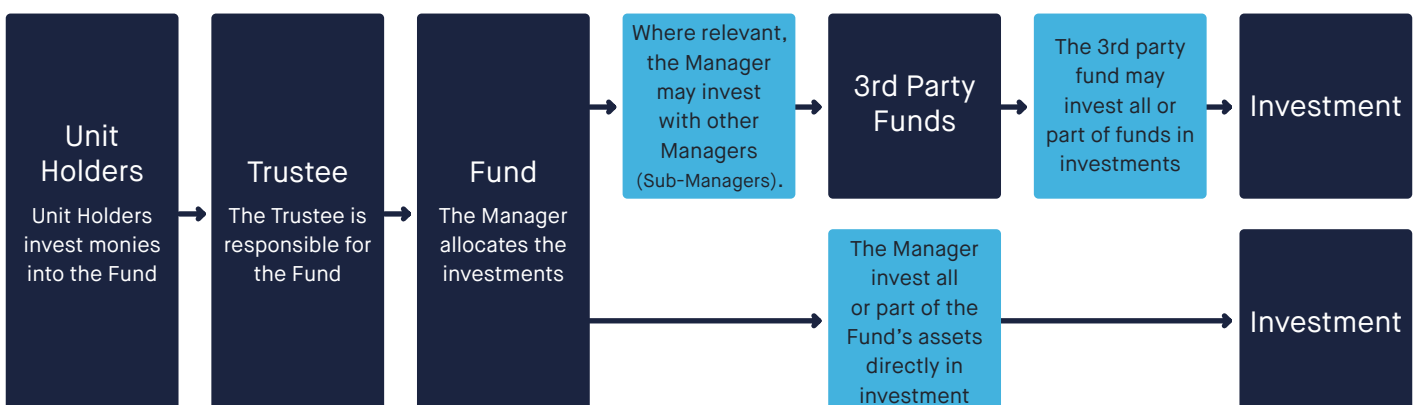 Unit
Holders
Unit Holders
invest monies
into the Fund
Trustee
The Trustee is
responsible for
the Fund
Fund
The Manager
allocates the
investments
Where relevant,
the Manager
may invest
with other
Managers
(Sub-Managers).
3rd Party
Funds
The 3rd party
fund may
invest all or
part of funds in
investments
Investment
The Manager
invest all
or part of the
Fund's assets
directly in
investment
Investment